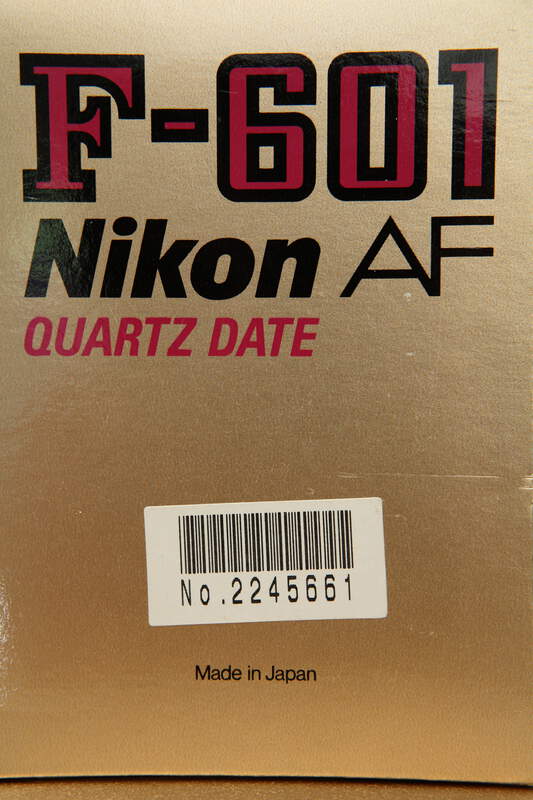 F-601
Nikon AF
QUARTZ DATE
No.2245661
Made in Japan